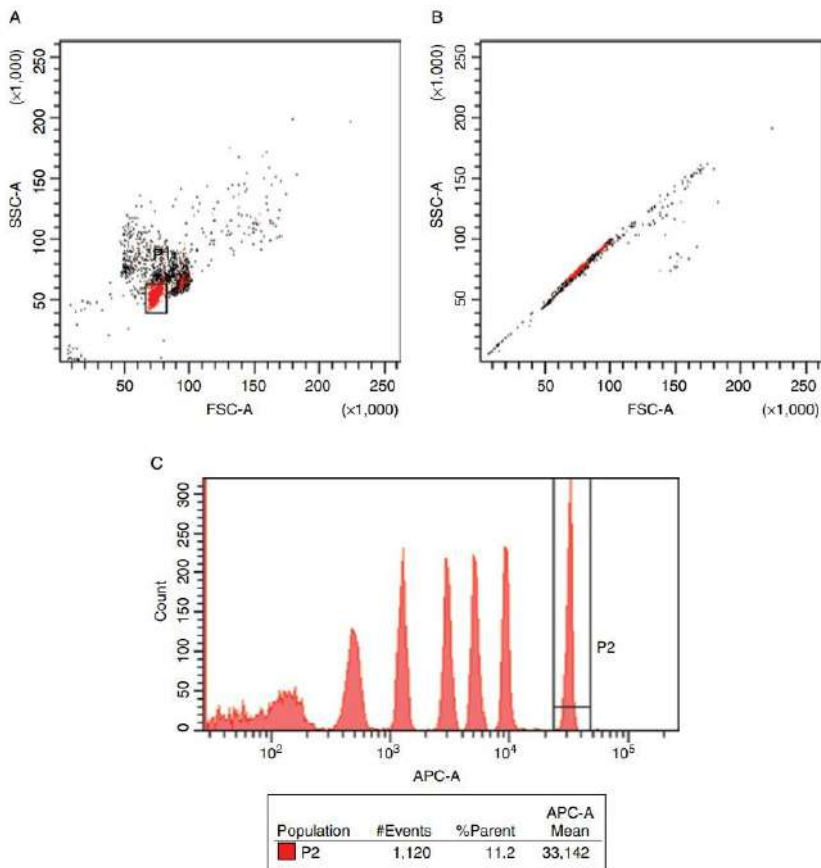 A
B
(×1,000)
250
200
150
100
50
SSC-A
50 100 150 200 250
FSC-A (×1,000)
(×1,000)
250
200
150
100
50
SSC-A
50 100 150 200 250
FSC-A (×1,000)
C
300
250
200
150
100
50
0
Count
P2
10² 10³ 10⁴ 10⁵
APC-A
APC-A
Population #Events %Parent Mean
P2 1,120 11.2 33,142